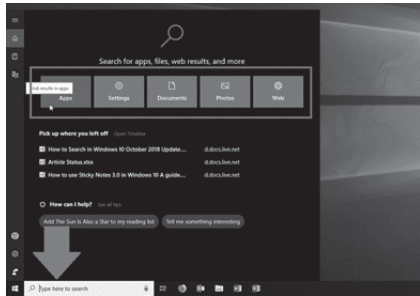 Search for apps, files, web results, and more
Find results in apps
Apps Settings Documents Photos Web
Pick up where you left off Open Timeline
How to Search in Windows 10 October 2018 Update... d.docs.live.net
Article Status.xlsx d.docs.live.net
How to use Sticky Notes 3.0 in Windows 10 A guide.... d.docs.live.net
How can I help? See all tips
Add The Sun Is Also a Star to my reading list Tell me something interesting
Type here to search